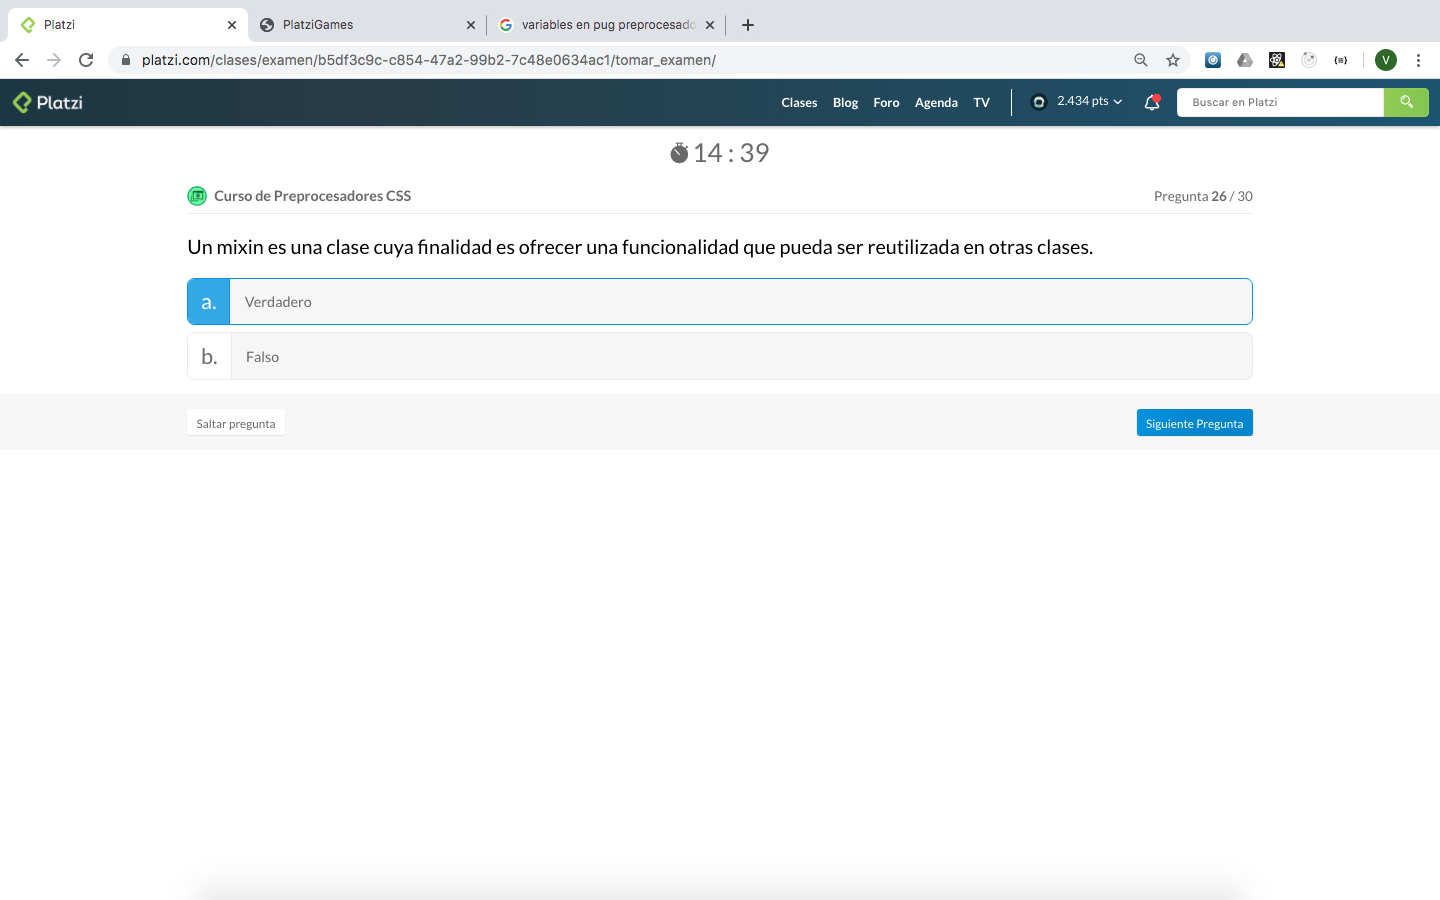 Platzi
PlatziGames
variables en pug preprocesado
platzi.com/clases/examen/b5df3c9c-c854-47a2-99b2-7c48e0634ac1/tomar_examen/
V
Platzi
Clases
Blog
Foro
Agenda
TV
2.434 pts
Buscar en Platzi
14 : 39
Curso de Preprocesadores CSS
Pregunta 26 / 30
Un mixin es una clase cuya finalidad es ofrecer una funcionalidad que pueda ser reutilizada en otras clases.
a. Verdadero
b. Falso
Saltar pregunta
Siguiente Pregunta